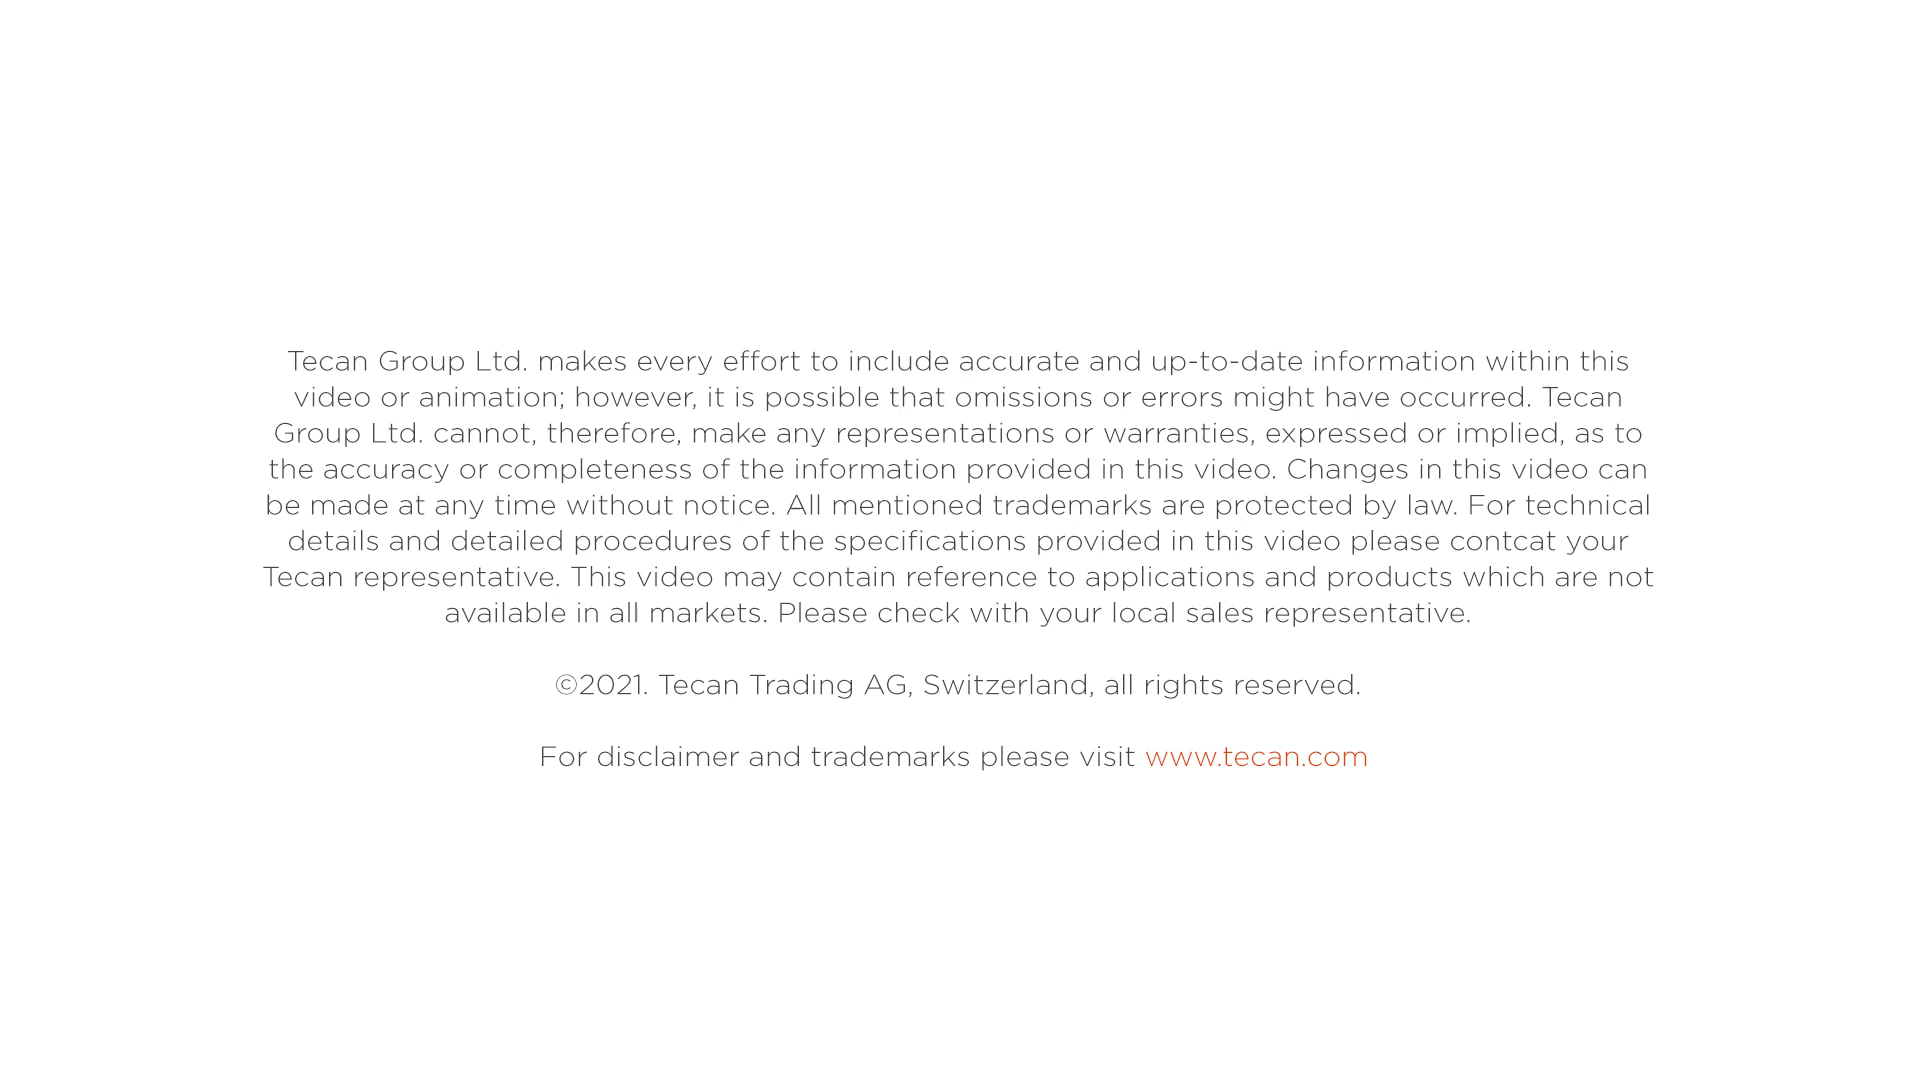 Tecan Group Ltd. makes every effort to include accurate and up-to-date information within this
video or animation; however, it is possible that omissions or errors might have occurred. Tecan
Group Ltd. cannot, therefore, make any representations or warranties, expressed or implied, as to
the accuracy or completeness of the information provided in this video. Changes in this video can
be made at any time without notice. All mentioned trademarks are protected by law. For technical
details and detailed procedures of the specifications provided in this video please contcat your
Tecan representative. This video may contain reference to applications and products which are not
available in all markets. Please check with your local sales representative.
©2021. Tecan Trading AG, Switzerland, all rights reserved.
For disclaimer and trademarks please visit www.tecan.com